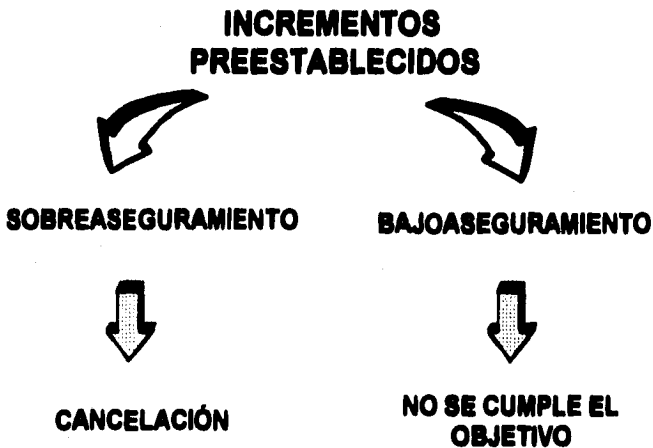 INCREMENTOS
PREESTABLECIDOS
SOBREASEGURAMIENTO
BAJOASEGURAMIENTO
CANCELACIÓN
NO SE CUMPLE EL
OBJETIVO